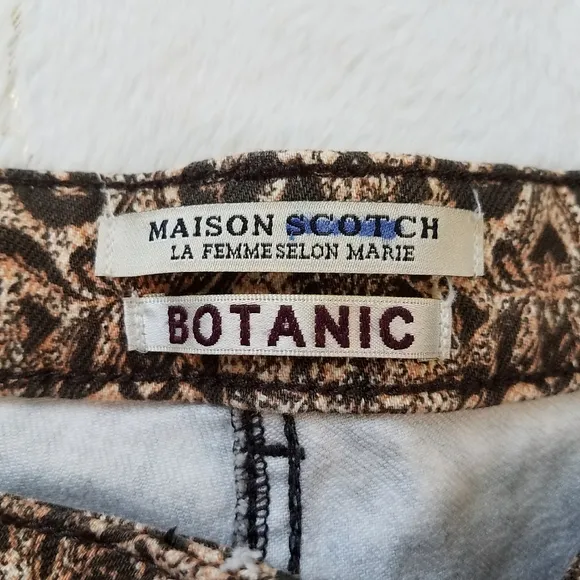 MAISON SCOTCH
LA FEMME SELON MARIE
BOTANIC